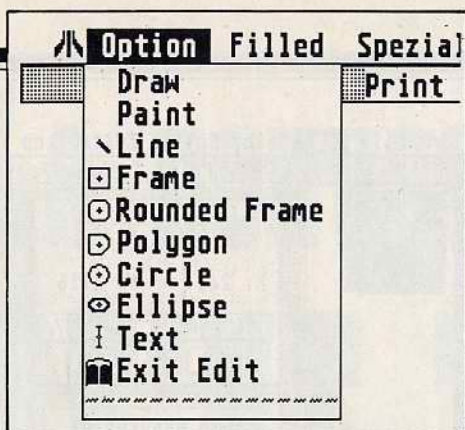 Option Filled Spezial
Draw Print
Paint
Line
Frame
Rounded Frame
Polygon
Circle
Ellipse
Text
Exit Edit